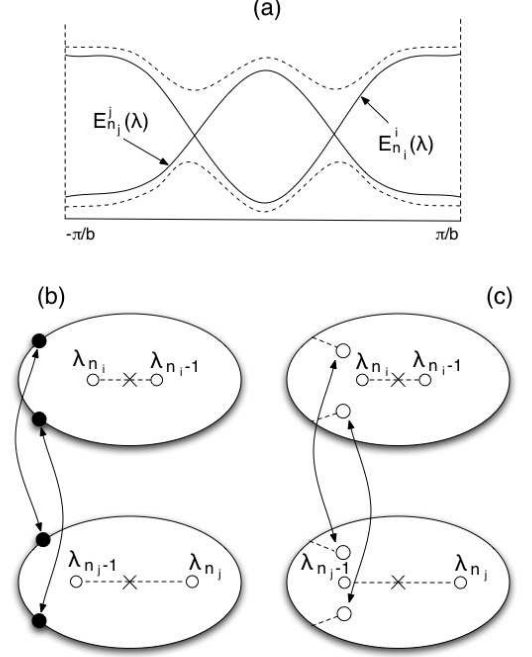 (a)
E^j_{n_j}(λ) E^i_{n_i}(λ)
-π/b π/b
(b) (c)
λ_{n_i} λ_{n_i-1} λ_{n_i} λ_{n_i-1}
λ_{n_j-1} λ_{n_j} λ_{n_j-1} λ_{n_j}